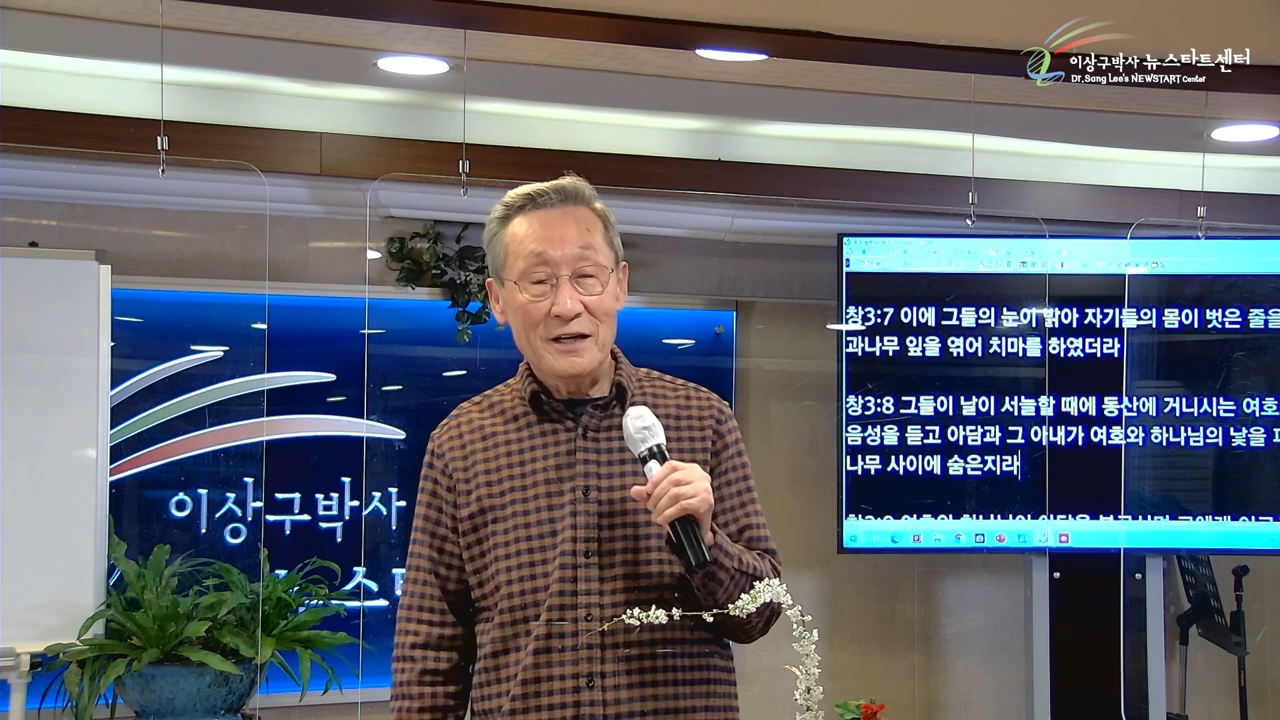 이상구박사 뉴스타트센터
Dr. Sang Lee's NEWSTART Center
창3:7 이에 그들의 눈이 밝아 자기들의 몸이 벗은 줄을
과나무 잎을 엮어 치마를 하였더라
창3:8 그들이 날이 서늘할 때에 동산에 거니시는 여호
음성을 듣고 아담과 그 아내가 여호와 하나님의 낯을
나무 사이에 숨은지라
이상구박사